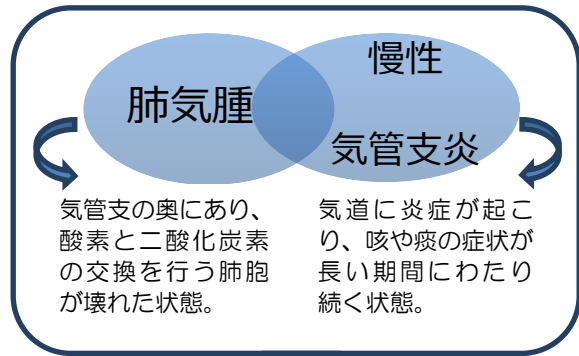 肺気腫
慢性
気管支炎
気管支の奥にあり、
酸素と二酸化炭素
の交換を行う肺胞
が壊れた状態。
気道に炎症が起こ
り、咳や痰の症状が
長い期間にわたり
続く状態。